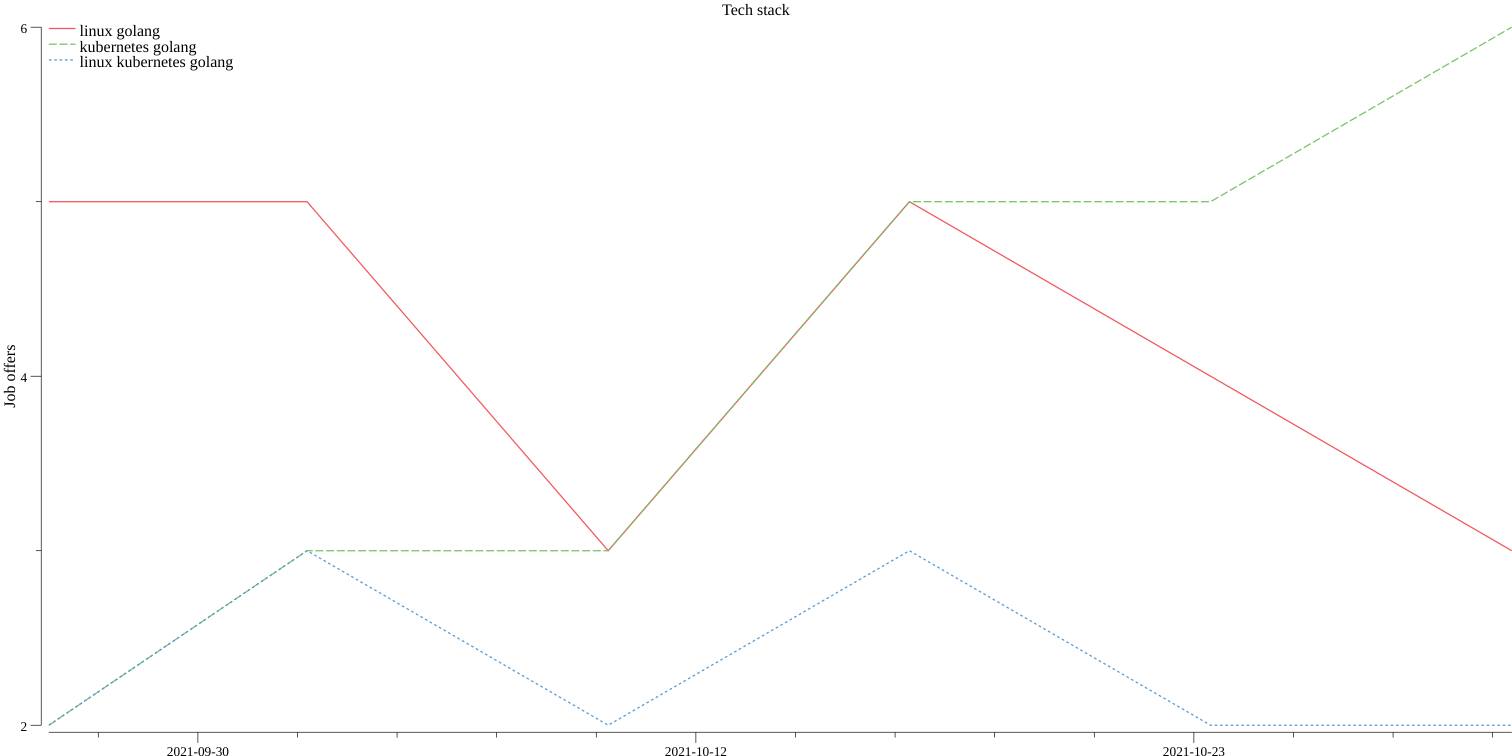 Tech stack
6
linux golang
kubernetes golang
linux kubernetes golang
Job offers
4
2
2021-09-30
2021-10-12
2021-10-23